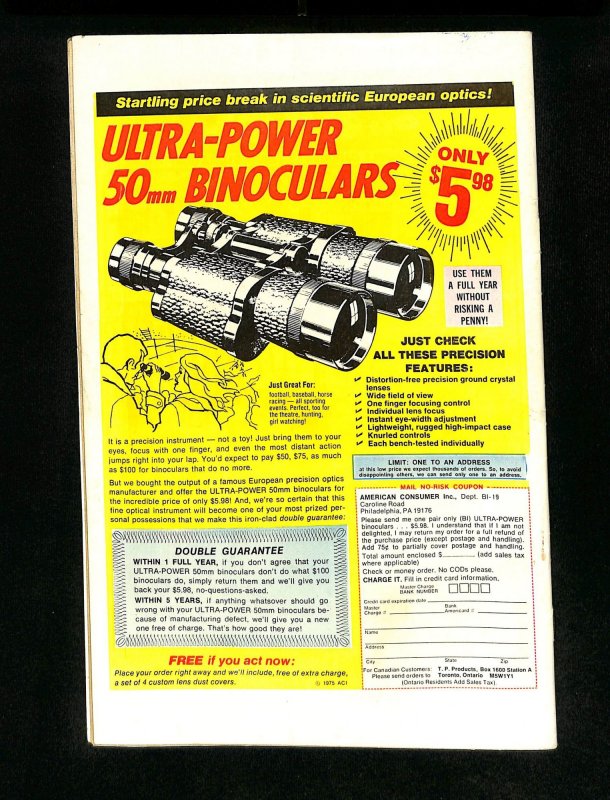 Startling price break in scientific European optics!
ULTRA-POWER
50mm BINOCULARS
ONLY
$5.98
USE THEM
A FULL YEAR
WITHOUT
RISKING A
PENNY!
JUST CHECK
ALL THESE PRECISION
FEATURES:
✓ Distortion-free precision ground crystal
lenses
✓ Wide field of view
✓ One finger focusing control
✓ Individual lens focus
✓ Instant eye-width adjustment
✓ Lightweight, rugged high-impact case
✓ Knurled controls
✓ Each bench-tested individually
Just Great For:
football, baseball, horse
racing — all sporting
events. Perfect, too for
the theatre, hunting,
girl watching!
It is a precision instrument — not a toy! Just bring them to your
eyes, focus with one finger, and even the most distant action
jumps right into your lap. You'd expect to pay $50, $75, as much
as $100 for binoculars that do no more.
But we bought the output of a famous European precision optics
manufacturer and offer the ULTRA-POWER 50mm binoculars for
the incredible price of only $5.98! And, we're so certain that this
fine optical instrument will become one of your most prized per-
sonal possessions that we make this iron-clad double guarantee:
DOUBLE GUARANTEE
WITHIN 1 FULL YEAR, if you don't agree that your
ULTRA-POWER 50mm binoculars don't do what $100
binoculars do, simply return them and we'll give you
back your $5.98, no-questions-asked.
WITHIN 5 YEARS, if anything whatsoever should go
wrong with your ULTRA-POWER 50mm binoculars be-
cause of manufacturing defect, we'll give you a new
one free of charge. That's how good they are!
FREE if you act now:
Place your order right away and we'll include, free of extra charge,
a set of 4 custom lens dust covers.
© 1975 ACI
LIMIT: ONE TO AN ADDRESS
at this low price we expect thousands of orders. So, to avoid
disappointing others, we can send only one to an address.
MAIL NO-RISK COUPON
AMERICAN CONSUMER Inc., Dept. BI-19
Caroline Road
Philadelphia, PA 19176
Please send me one pair only (BI) ULTRA-POWER
binoculars . . $5.98. I understand that if I am not
delighted, I may return my order for a full refund of
the purchase price (except postage and handling).
Add 75¢ to partially cover postage and handling.
Total amount enclosed $ (add sales tax
where applicable)
Check or money order. No CODs please.
CHARGE IT. Fill in credit card information.
Master Charge
BANK NUMBER
Credit card expiration date
Master Bank
Charge # Americard #
Name
Address
City State Zip
For Canadian Customers: T. P. Products, Box 1600 Station A
Please send orders to Toronto, Ontario M5W1Y1
(Ontario Residents Add Sales Tax).